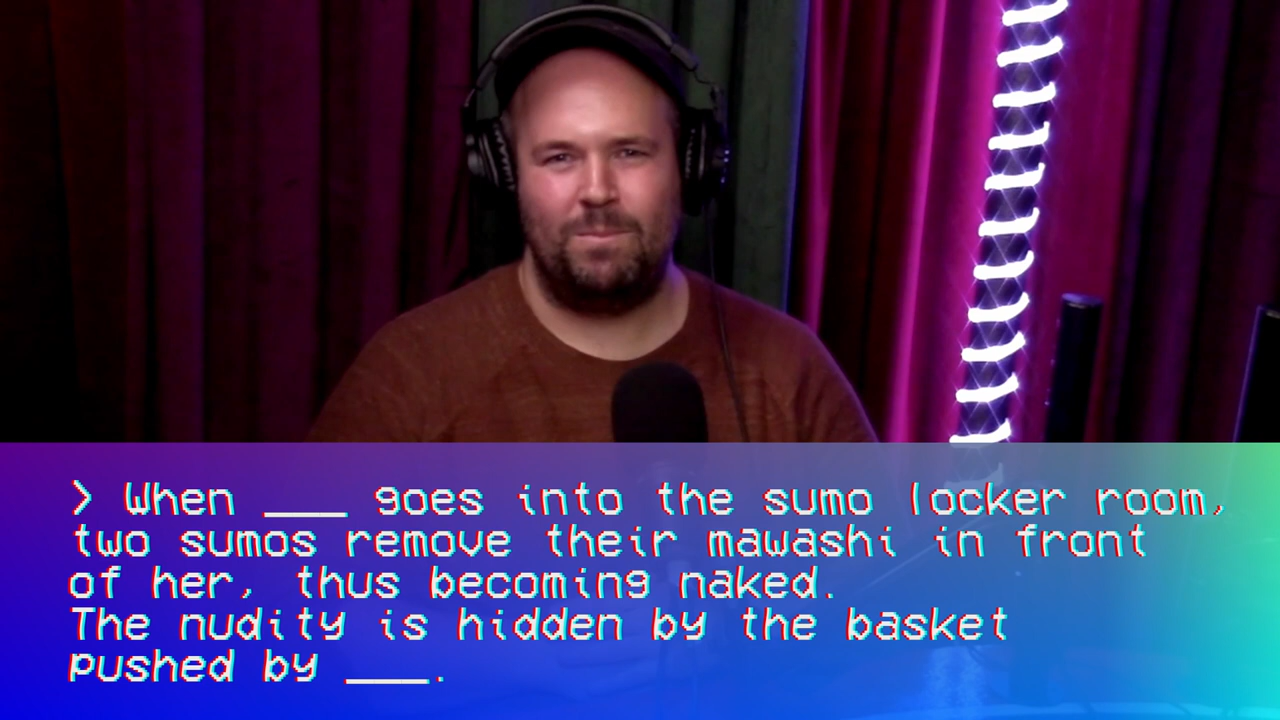 > When ___ goes into the sumo locker room,
two sumos remove their mawashi in front
of her, thus becoming naked.
The nudity is hidden by the basket
pushed by ___.